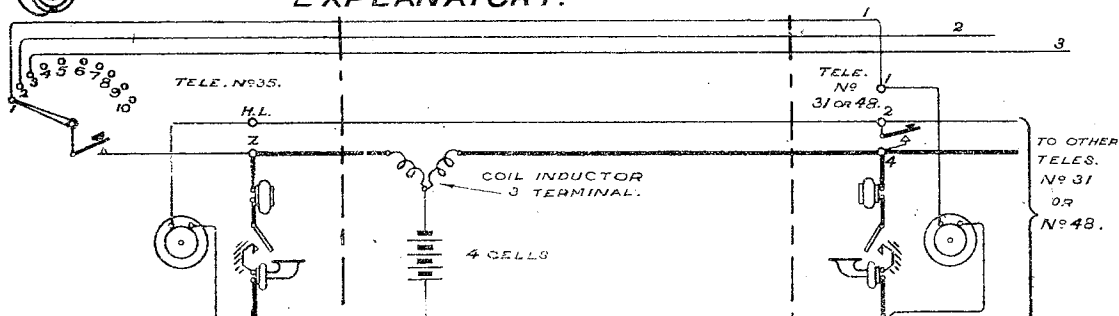 EXPLANATORY.
1
2
3
1
2
3
4
5
6
7
8
9
10
TELE. Nº35.
H.L.
Z
COIL INDUCTOR
3 TERMINAL.
4 CELLS
TELE.
Nº
31 OR 48.
1
2
4
TO OTHER
TELES.
Nº 31
OR
Nº 48.